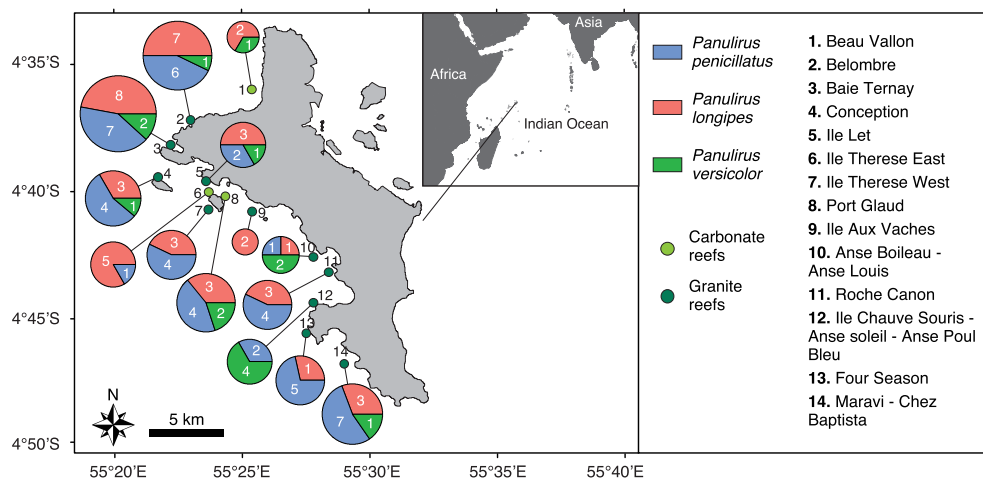 4°35'S
4°40'S
4°45'S
4°50'S
55°20'E
55°25'E
55°30'E
55°35'E
55°40'E
7
6
1
2
1
8
7
2
3
2
1
3
4
1
5
1
3
4
3
4
2
2
1
1
2
3
4
2
4
1
5
3
7
1
1
2
3
4
5
6
7
8
9
10
11
12
13
14
N
5 km
Africa
Asia
Indian Ocean
Panulirus
penicillatus
Panulirus
longipes
Panulirus
versicolor
Carbonate
reefs
Granite
reefs
1. Beau Vallon
2. Belombre
3. Baie Ternay
4. Conception
5. Ile Let
6. Ile Therese East
7. Ile Therese West
8. Port Glaud
9. Ile Aux Vaches
10. Anse Boileau -
Anse Louis
11. Roche Canon
12. Ile Chauve Souris -
Anse soleil - Anse Poul
Bleu
13. Four Season
14. Maravi - Chez
Baptista